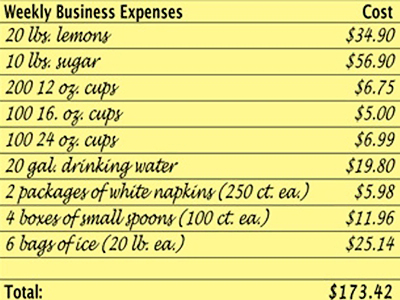 Weekly Business Expenses Cost
20 lbs. lemons $34.90
10 lbs. sugar $56.90
200 12 oz. cups $6.75
100 16. oz. cups $5.00
100 24 oz. cups $6.99
20 gal. drinking water $19.80
2 packages of white napkins (250 ct. ea.) $5.98
4 boxes of small spoons (100 ct. ea.) $11.96
6 bags of ice (20 lb. ea.) $25.14
Total: $173.42